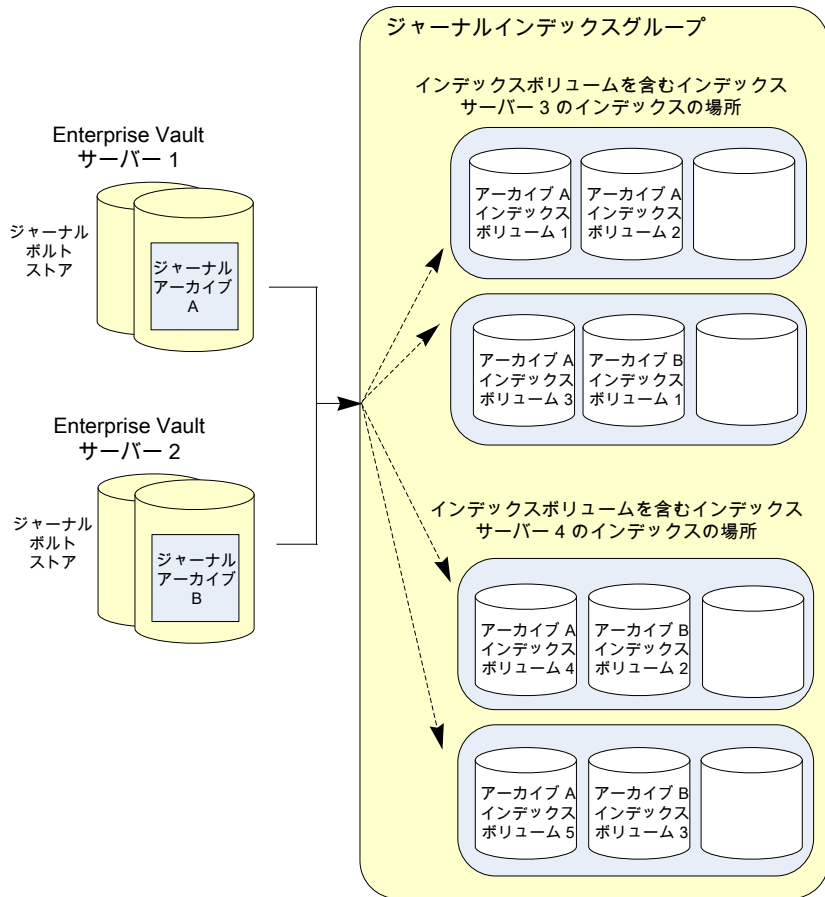 ジャーナルインデックスグループ
インデックスボリュームを含むインデックス
サーバー 3 のインデックスの場所
Enterprise Vault
サーバー 1
ジャーナル
ボルト
ストア
ジャーナル
アーカイブ
A
アーカイブ A
インデックス
ボリューム 1
アーカイブ A
インデックス
ボリューム 2
アーカイブ A
インデックス
ボリューム 3
アーカイブ B
インデックス
ボリューム 1
Enterprise Vault
サーバー 2
ジャーナル
ボルト
ストア
ジャーナル
アーカイブ
B
インデックスボリュームを含むインデックス
サーバー 4 のインデックスの場所
アーカイブ A
インデックス
ボリューム 4
アーカイブ B
インデックス
ボリューム 2
アーカイブ A
インデックス
ボリューム 5
アーカイブ B
インデックス
ボリューム 3